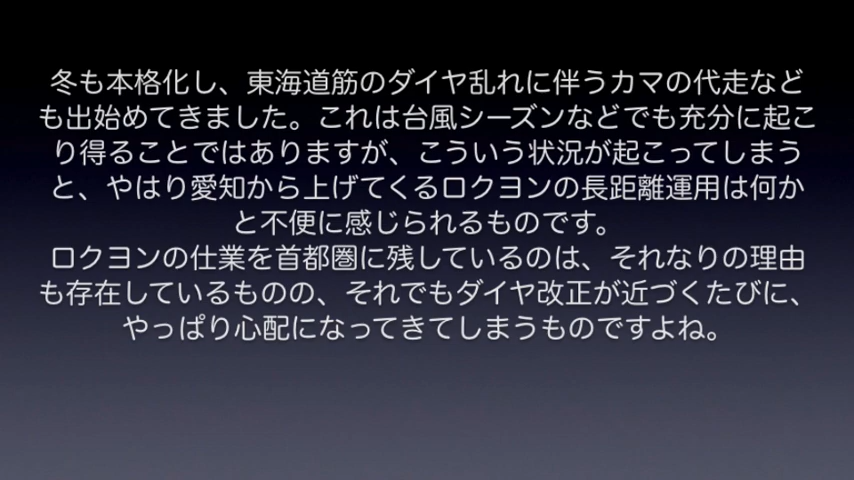 冬も本格化し、東海道筋のダイヤ乱れに伴うカマの代走など
も出始めてきました。これは台風シーズンなどでも充分に起こ
り得ることではありますが、こういう状況が起こってしまう
と、やはり愛知から上げてくるロクヨンの長距離運用は何か
と不便に感じられるものです。
ロクヨンの仕業を首都圏に残しているのは、それなりの理由
も存在しているものの、それでもダイヤ改正が近づくたびに、
やっぱり心配になってきてしまうものですよね。